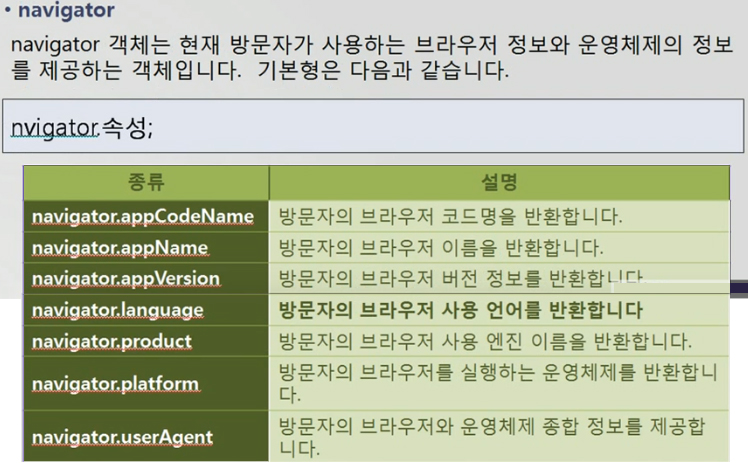 • navigator
navigator 객체는 현재 방문자가 사용하는 브라우저 정보와 운영체제의 정보
를 제공하는 객체입니다. 기본형은 다음과 같습니다.
nvigator.속성;
종류 설명
navigator.appCodeName 방문자의 브라우저 코드명을 반환합니다.
navigator.appName 방문자의 브라우저 이름을 반환합니다.
navigator.appVersion 방문자의 브라우저 버전 정보를 반환합니다.
navigator.language 방문자의 브라우저 사용 언어를 반환합니다
navigator.product 방문자의 브라우저 사용 엔진 이름을 반환합니다.
navigator.platform 방문자의 브라우저를 실행하는 운영체제를 반환합니
다.
navigator.userAgent 방문자의 브라우저와 운영체제 종합 정보를 제공합
니다.